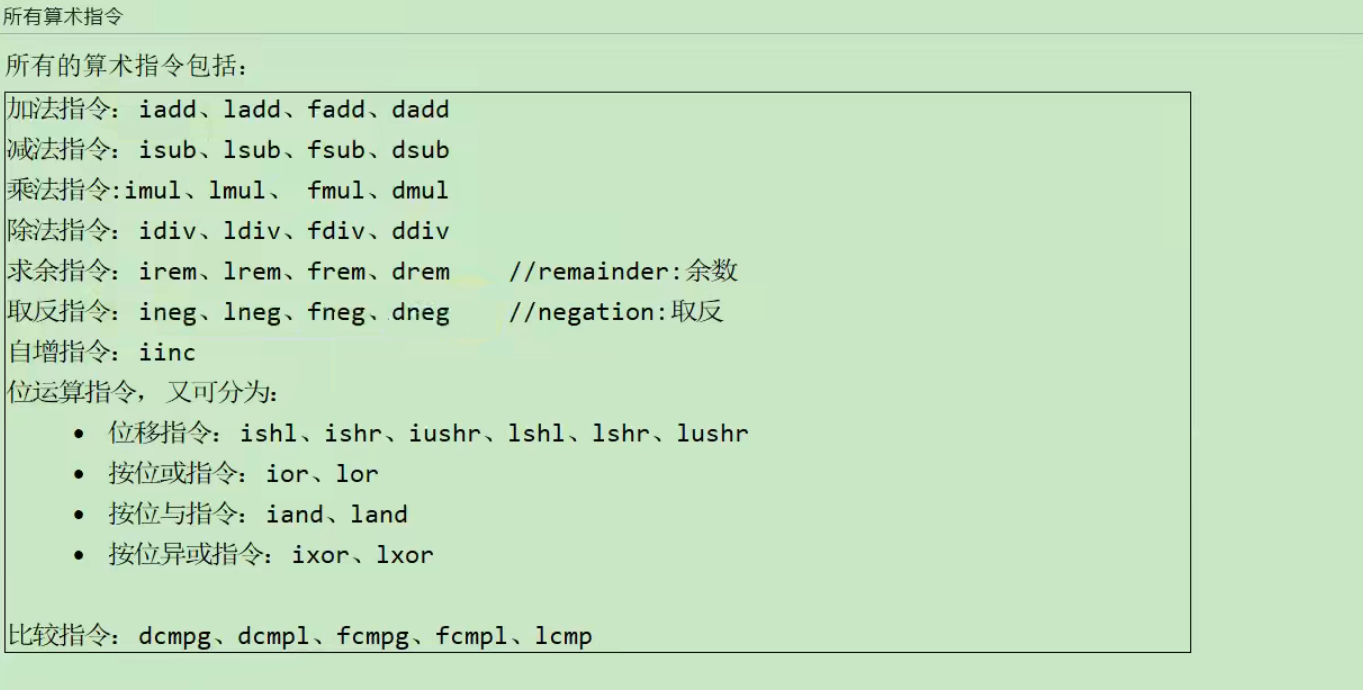 所有算术指令
所有的算术指令包括：
加法指令：iadd、ladd、fadd、dadd
减法指令：isub、lsub、fsub、dsub
乘法指令:imul、lmul、 fmul、dmul
除法指令：idiv、ldiv、fdiv、ddiv
求余指令：irem、lrem、frem、drem    //remainder:余数
取反指令：ineg、lneg、fneg、dneg    //negation:取反
自增指令：iinc
位运算指令，又可分为：
• 位移指令：ishl、ishr、iushr、lshl、lshr、lushr
• 按位或指令：ior、lor
• 按位与指令：iand、land
• 按位异或指令：ixor、lxor
比较指令：dcmpg、dcmpl、fcmpg、fcmpl、lcmp